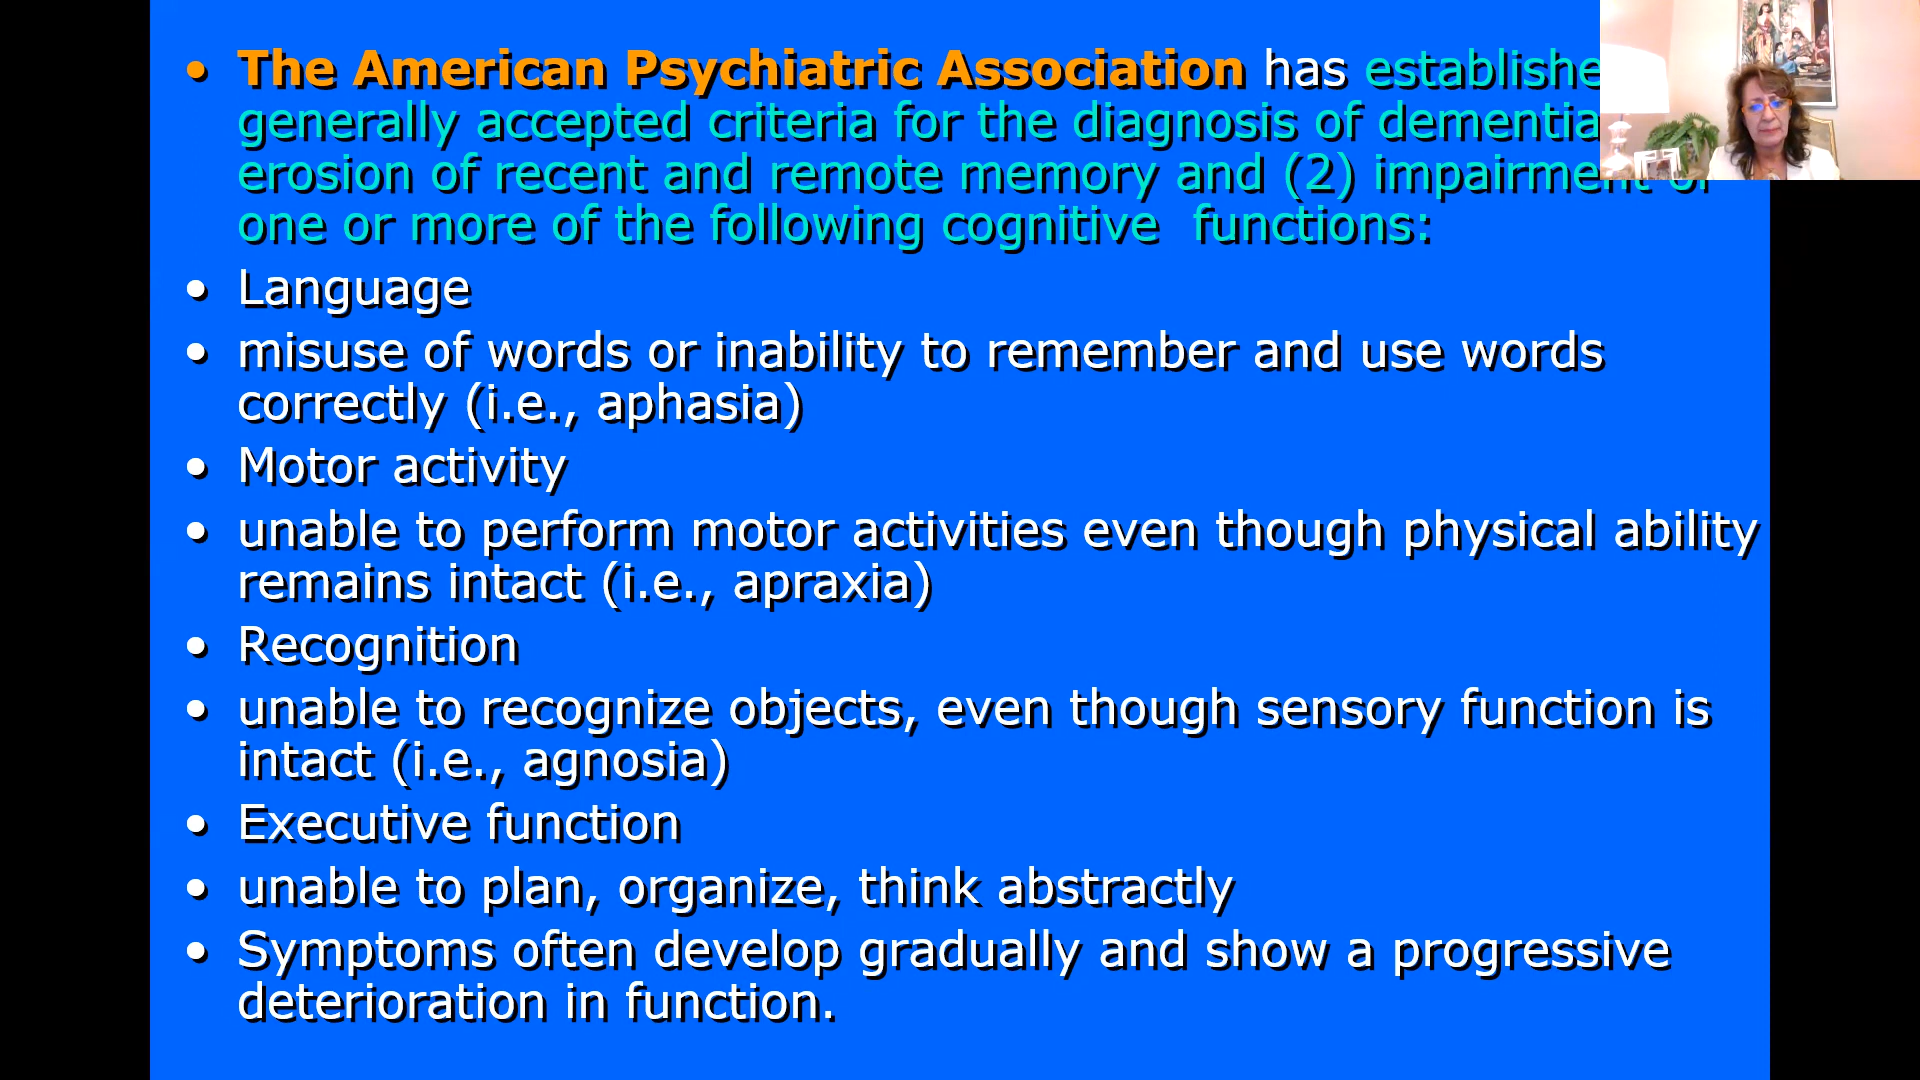 • The American Psychiatric Association has establishe
generally accepted criteria for the diagnosis of dementia
erosion of recent and remote memory and (2) impairment of
one or more of the following cognitive functions:
• Language
• misuse of words or inability to remember and use words
correctly (i.e., aphasia)
• Motor activity
• unable to perform motor activities even though physical ability
remains intact (i.e., apraxia)
• Recognition
• unable to recognize objects, even though sensory function is
intact (i.e., agnosia)
• Executive function
• unable to plan, organize, think abstractly
• Symptoms often develop gradually and show a progressive
deterioration in function.